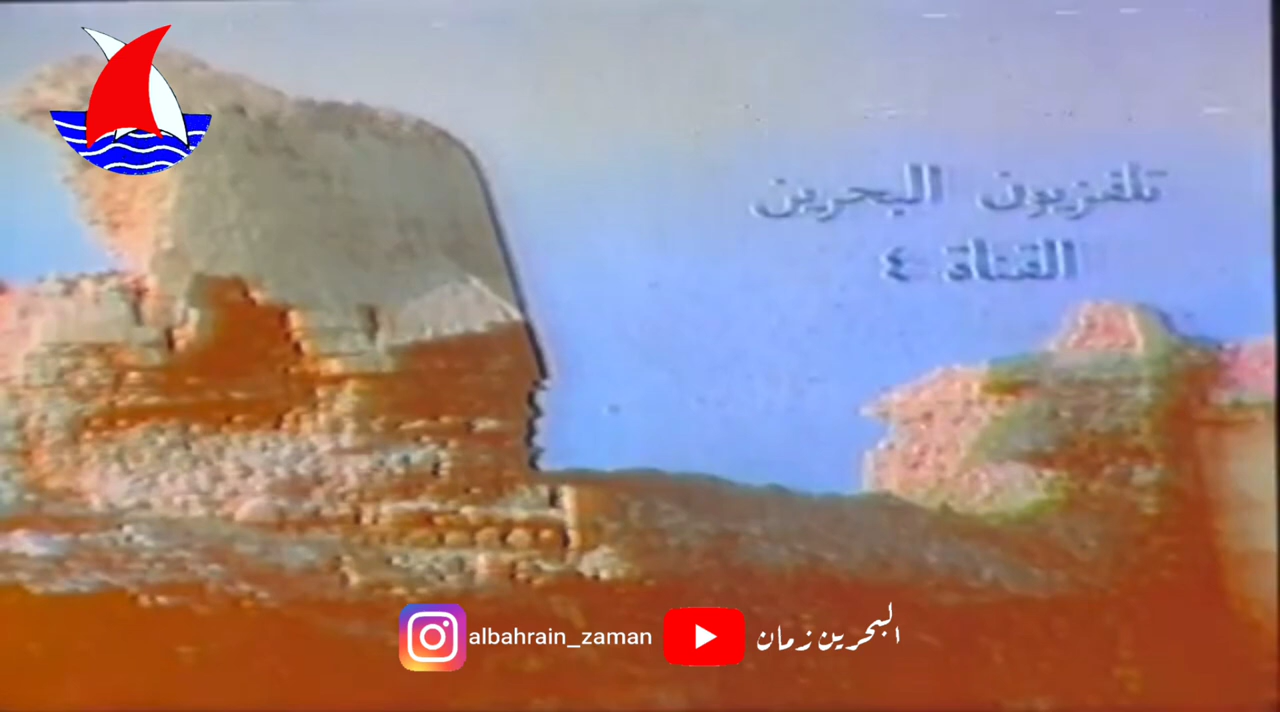 تلفزيون البحرين
القناة ٤
albahrain_zaman
البحرين زمان